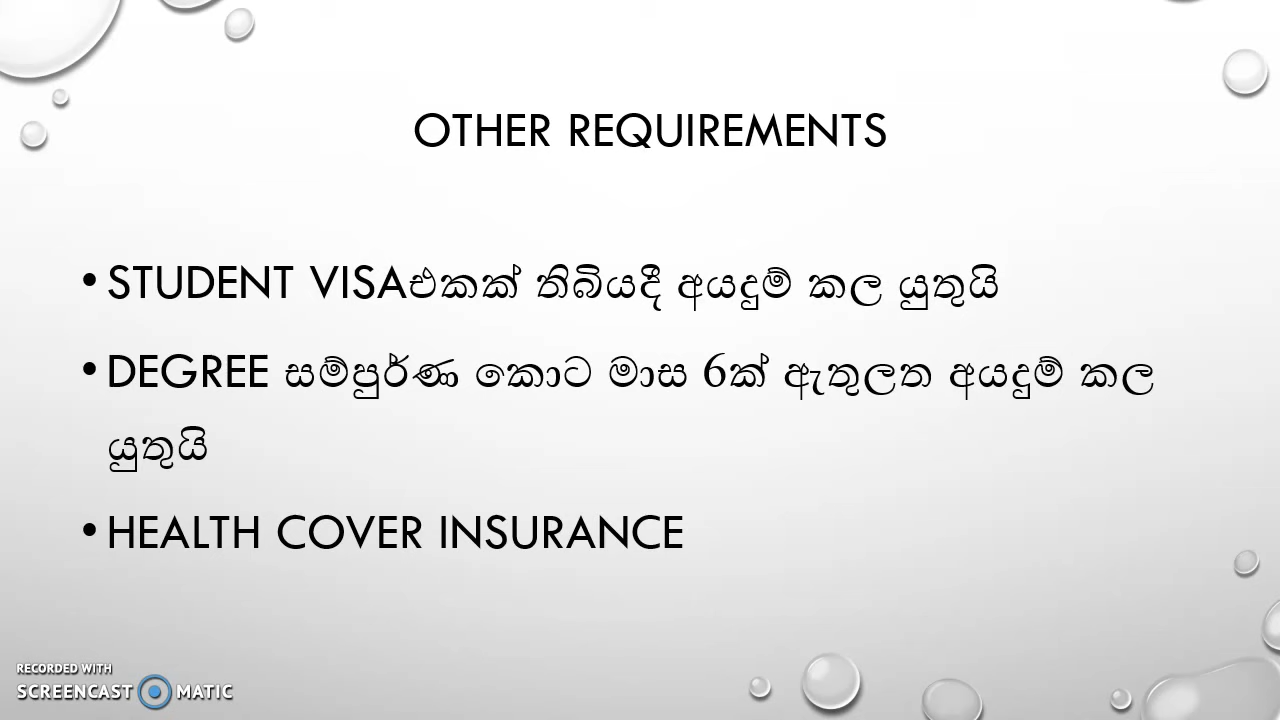 OTHER REQUIREMENTS
• STUDENT VISAඑකක් තිබියදී අයදුම් කල යුතුයි
• DEGREE සම්පුර්ණ කොට මාස 6ක් ඇතුලත අයදුම් කල
යුතුයි
• HEALTH COVER INSURANCE
RECORDED WITH
SCREENCAST MATIC